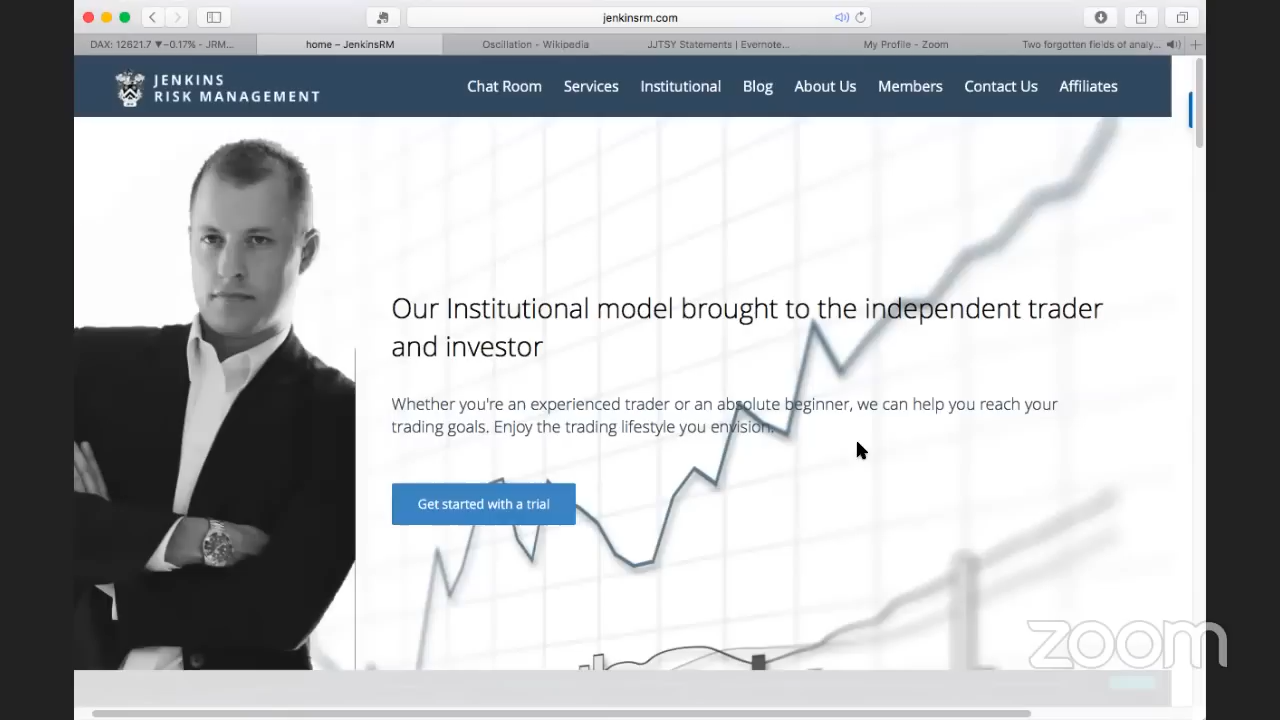 jenkinsrm.com
DAX: 12621.7 ▼−0.17% - JRM...
home – JenkinsRM
Oscillation - Wikipedia
JJTSY Statements | Evernote...
My Profile - Zoom
Two forgotten fields of analy...
JENKINS
RISK MANAGEMENT
Chat Room
Services
Institutional
Blog
About Us
Members
Contact Us
Affiliates
Our Institutional model brought to the independent trader
and investor
Whether you're an experienced trader or an absolute beginner, we can help you reach your
trading goals. Enjoy the trading lifestyle you envision.
Get started with a trial
zoom